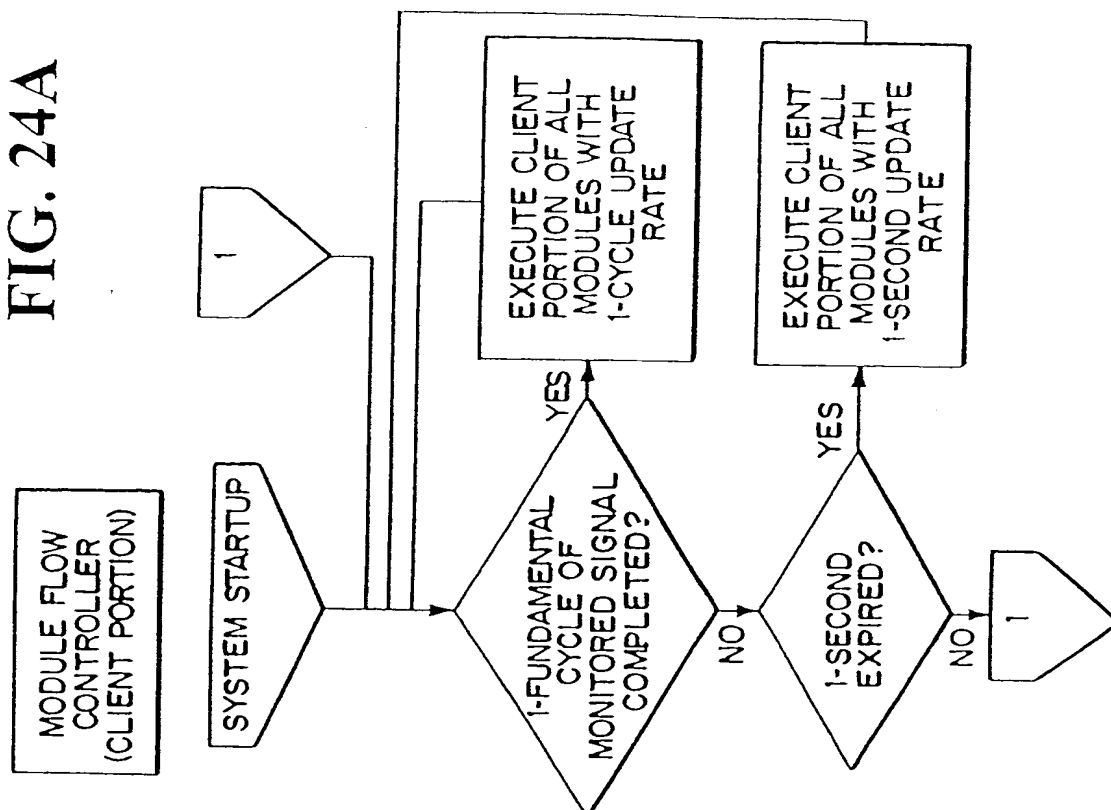 FIG. 24A
MODULE FLOW
CONTROLLER
(CLIENT PORTION)
SYSTEM STARTUP
1
1-FUNDAMENTAL
CYCLE OF
MONITORED SIGNAL
COMPLETED?
YES
EXECUTE CLIENT
PORTION OF ALL
MODULES WITH
1-CYCLE UPDATE
RATE
NO
1-SECOND
EXPIRED?
YES
EXECUTE CLIENT
PORTION OF ALL
MODULES WITH
1-SECOND UPDATE
RATE
NO
1